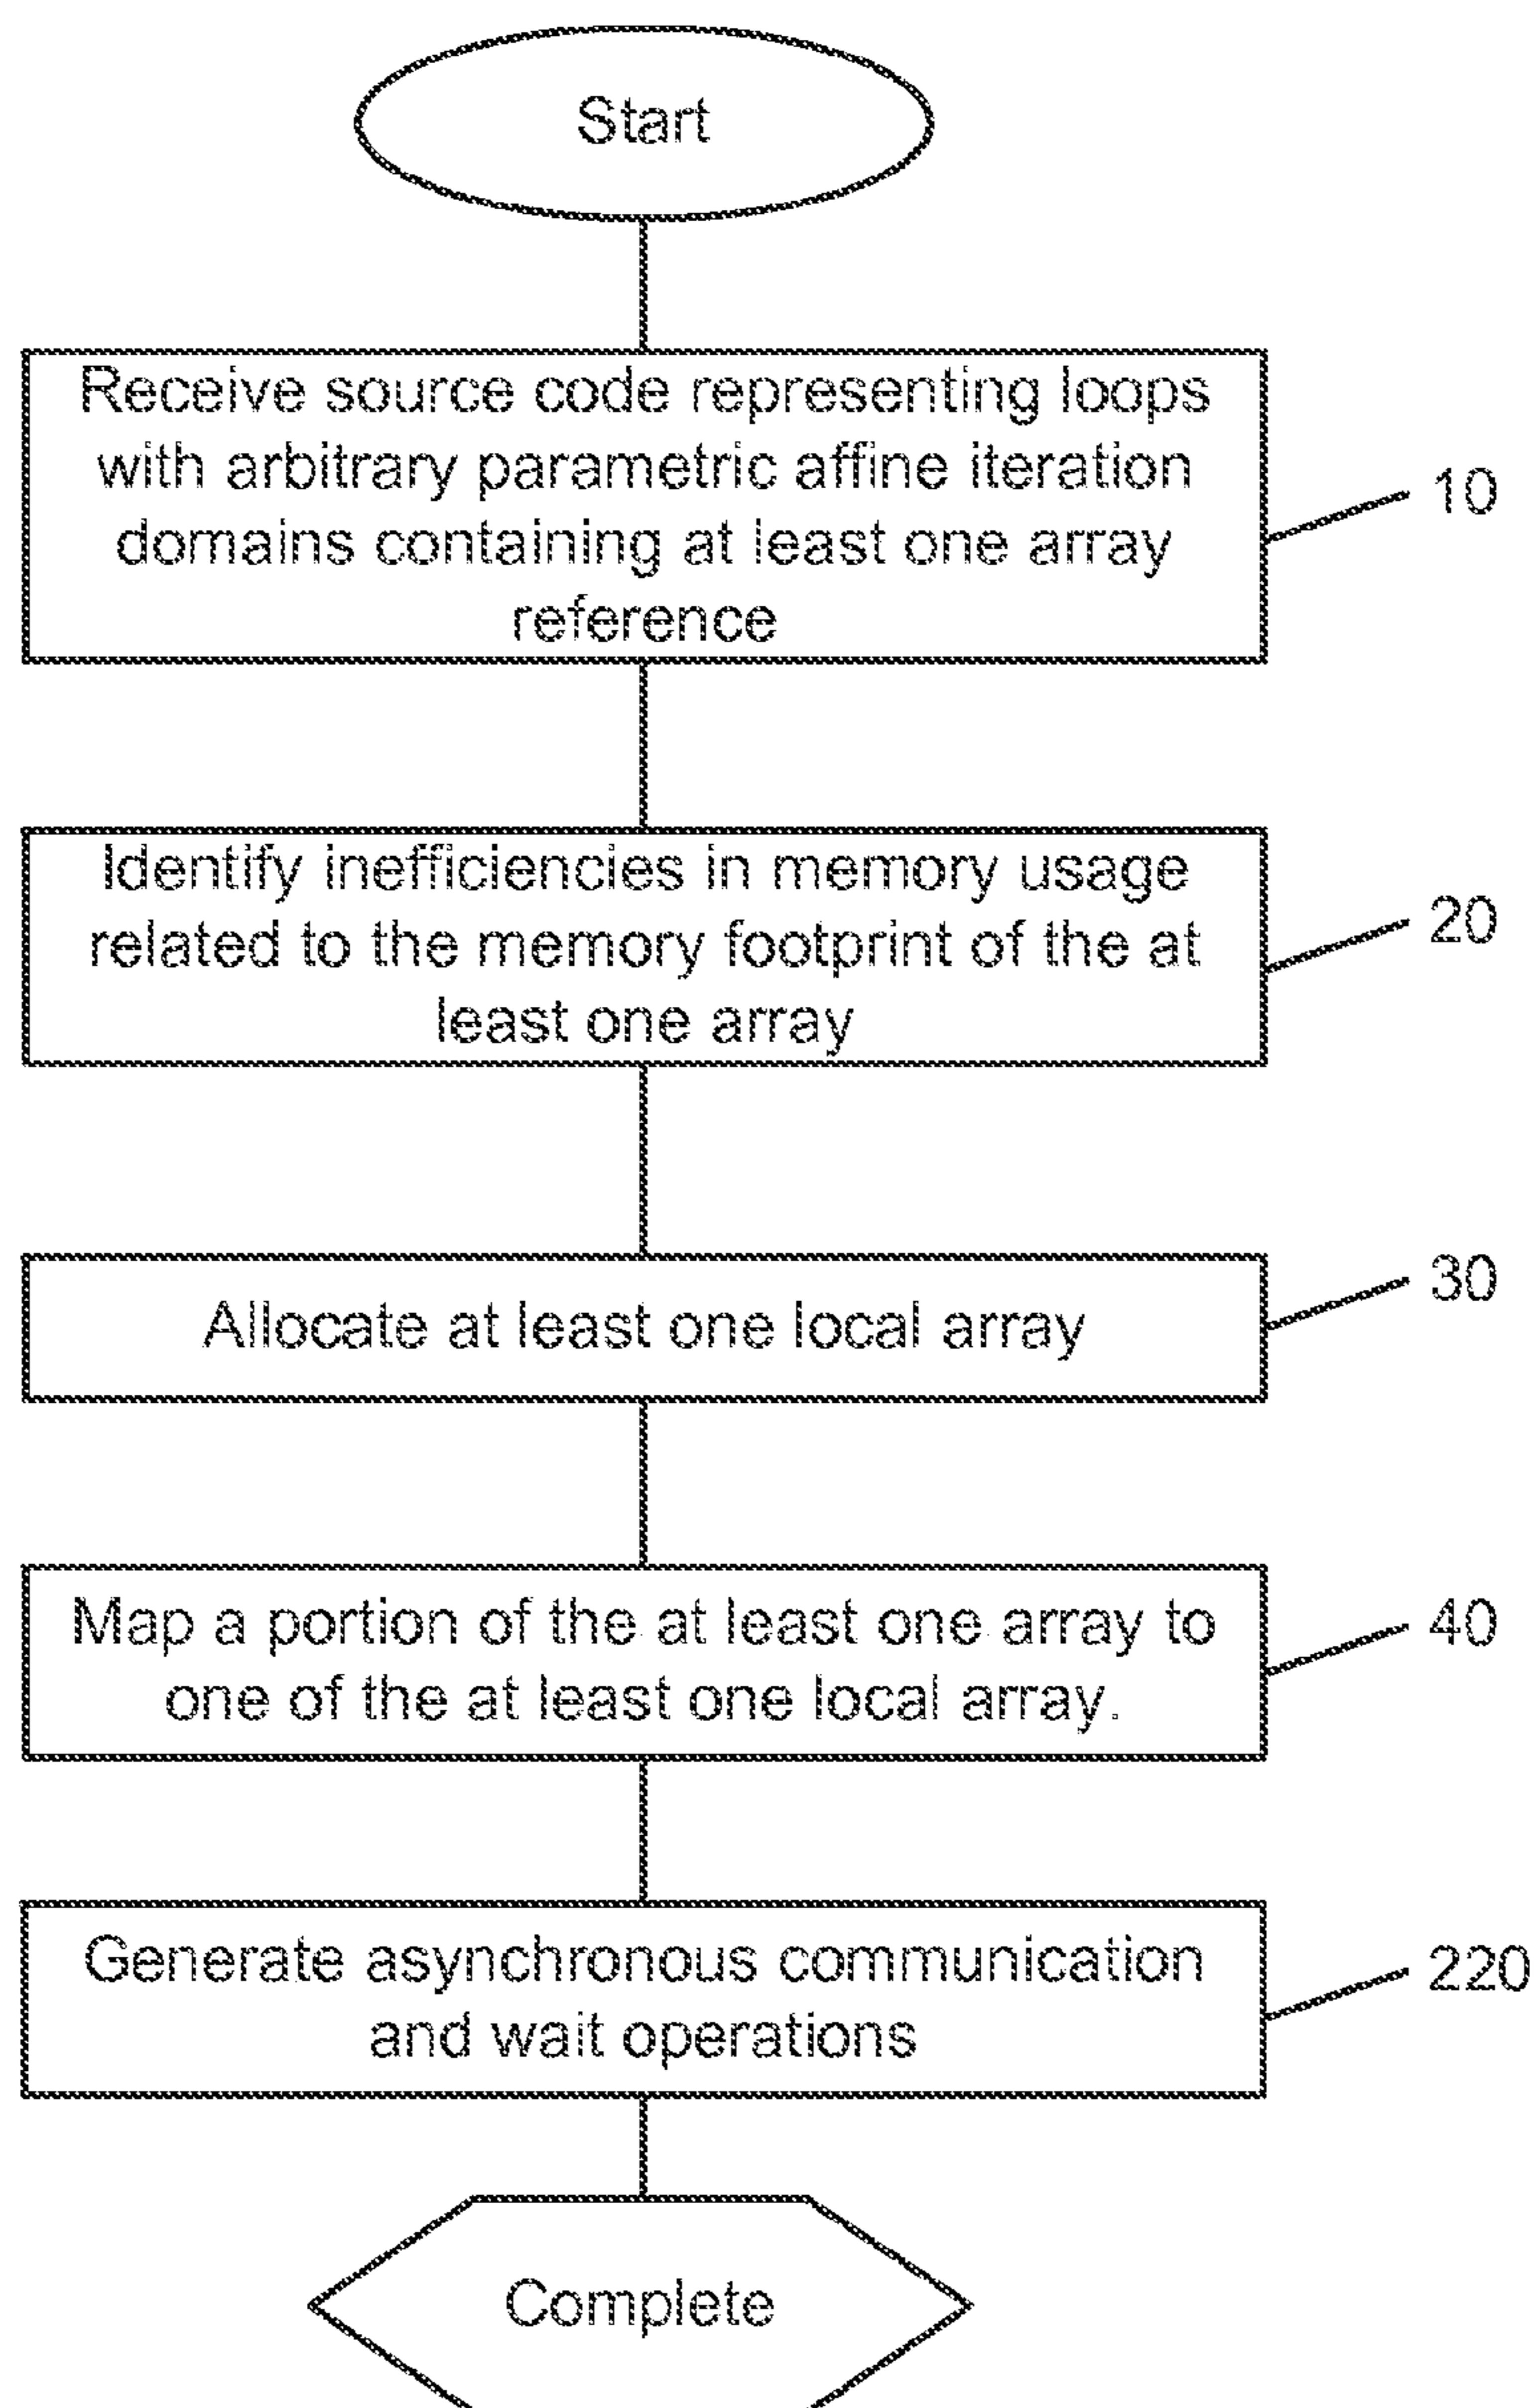 Start
Receive source code representing loops
with arbitrary parametric affine iteration
domains containing at least one array
reference
10
Identify inefficiencies in memory usage
related to the memory footprint of the at
least one array
20
Allocate at least one local array
30
Map a portion of the at least one array to
one of the at least one local array.
40
Generate asynchronous communication
and wait operations
220
Complete